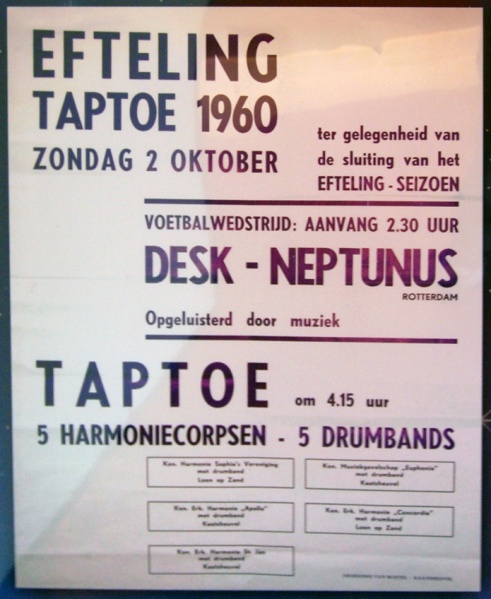 EFTELING
TAPTOE 1960
ZONDAG 2 OKTOBER
ter gelegenheid van
de sluiting van het
EFTELING - SEIZOEN
VOETBALWEDSTRIJD: AANVANG 2.30 UUR
DESK - NEPTUNUS
ROTTERDAM
Opgeluisterd door muziek
TAPTOE om 4.15 uur
5 HARMONIECORPSEN - 5 DRUMBANDS
Kon. Harmonie Sophia's Vereeniging
met drumband
Loon op Zand
Kon. Muziekgezelschap „Euphonia”
met drumband
Kaatsheuvel
Kon. Erk. Harmonie „Apollo”
met drumband
Kaatsheuvel
Kon. Erk. Harmonie „Concordia”
met drumband
Loon op Zand
Kon. Erk. Harmonie St Jan
met drumband
Kaatsheuvel